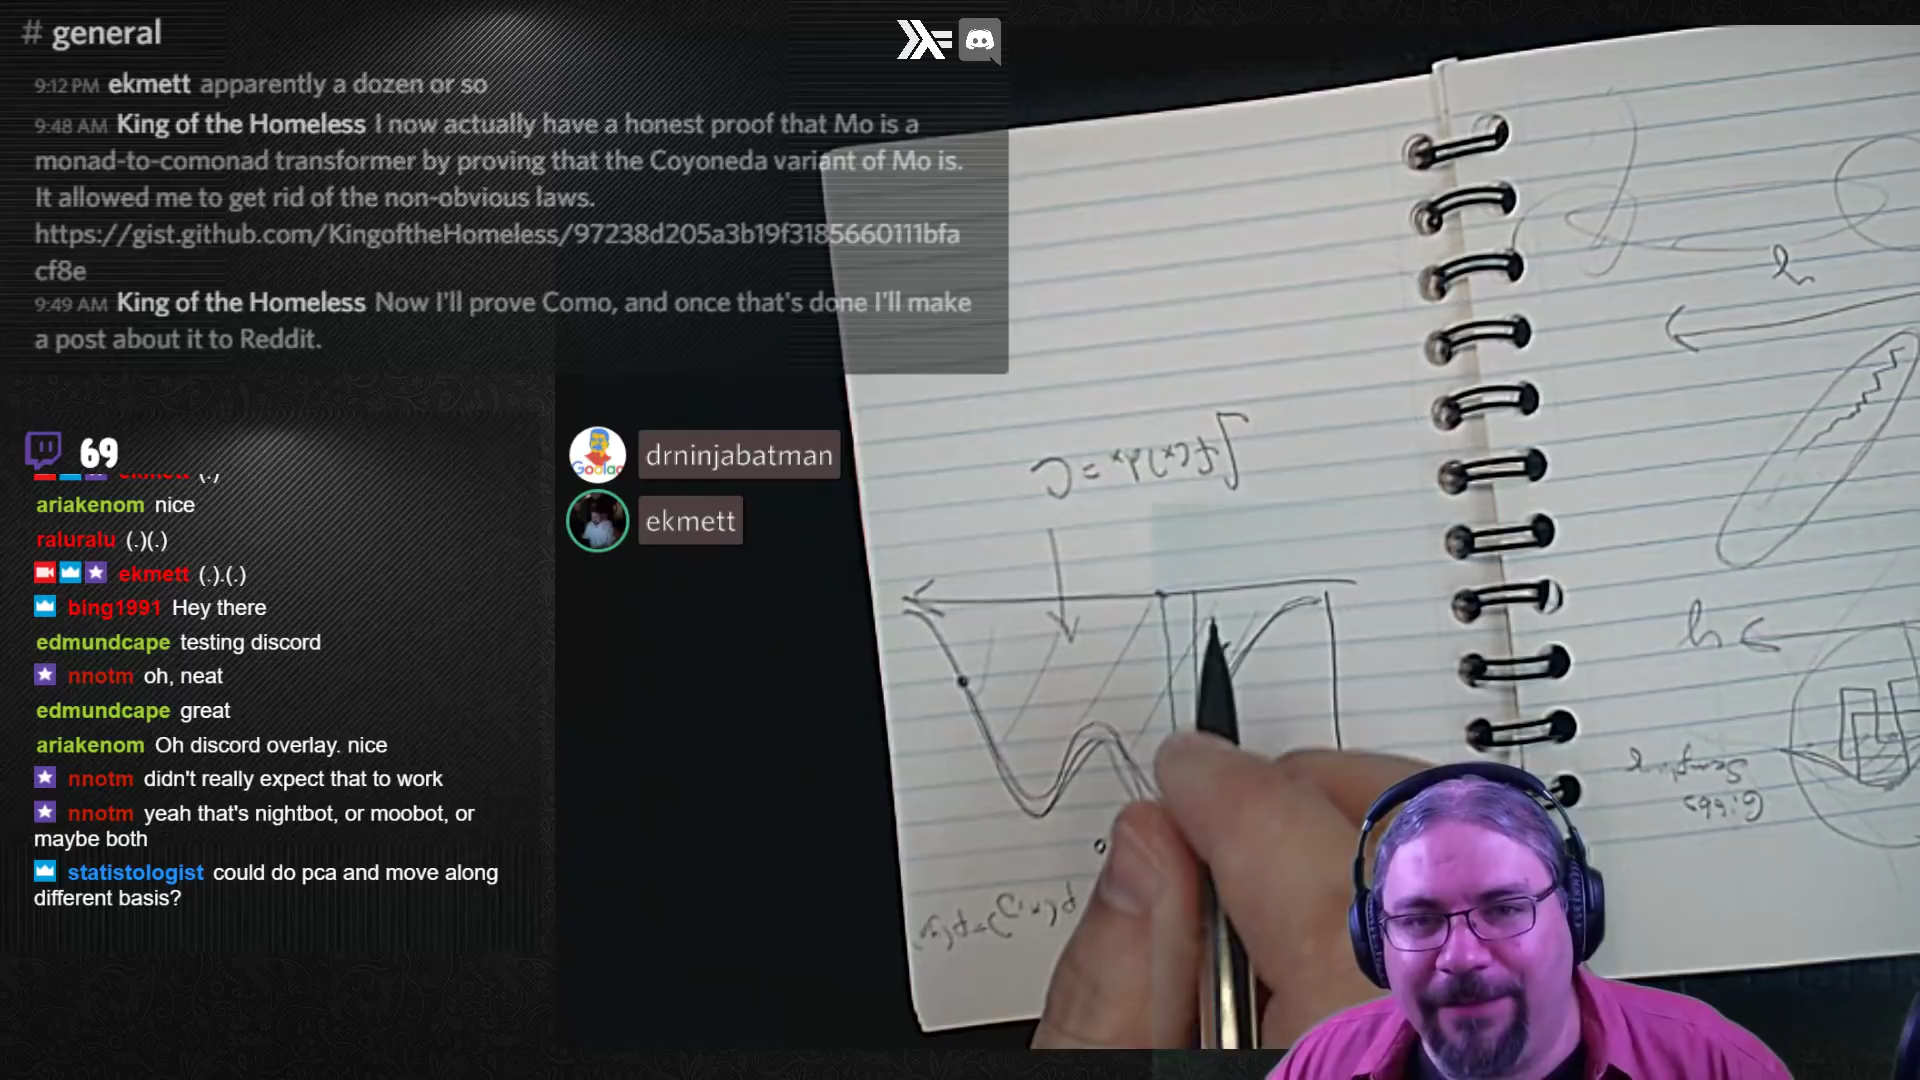 # general
9:12 PM ekmett apparently a dozen or so
9:48 AM King of the Homeless I now actually have a honest proof that Mo is a
monad-to-comonad transformer by proving that the Coyoneda variant of Mo is.
It allowed me to get rid of the non-obvious laws.
https://gist.github.com/KingoftheHomeless/97238d205a3b19f3185660111bfa
cf8e
9:49 AM King of the Homeless Now I'll prove Como, and once that's done I'll make
a post about it to Reddit.
69
ekmett (.)
ariakenom nice
raluralu (.)(.)
ekmett (.).(.)
bing1991 Hey there
edmundcape testing discord
nnotm oh, neat
edmundcape great
ariakenom Oh discord overlay. nice
nnotm didn't really expect that to work
nnotm yeah that's nightbot, or moobot, or
maybe both
statistologist could do pca and move along
different basis?
drninjabatman
ekmett
∫f(x)dx = C
h
h
Gibbs
Sampling